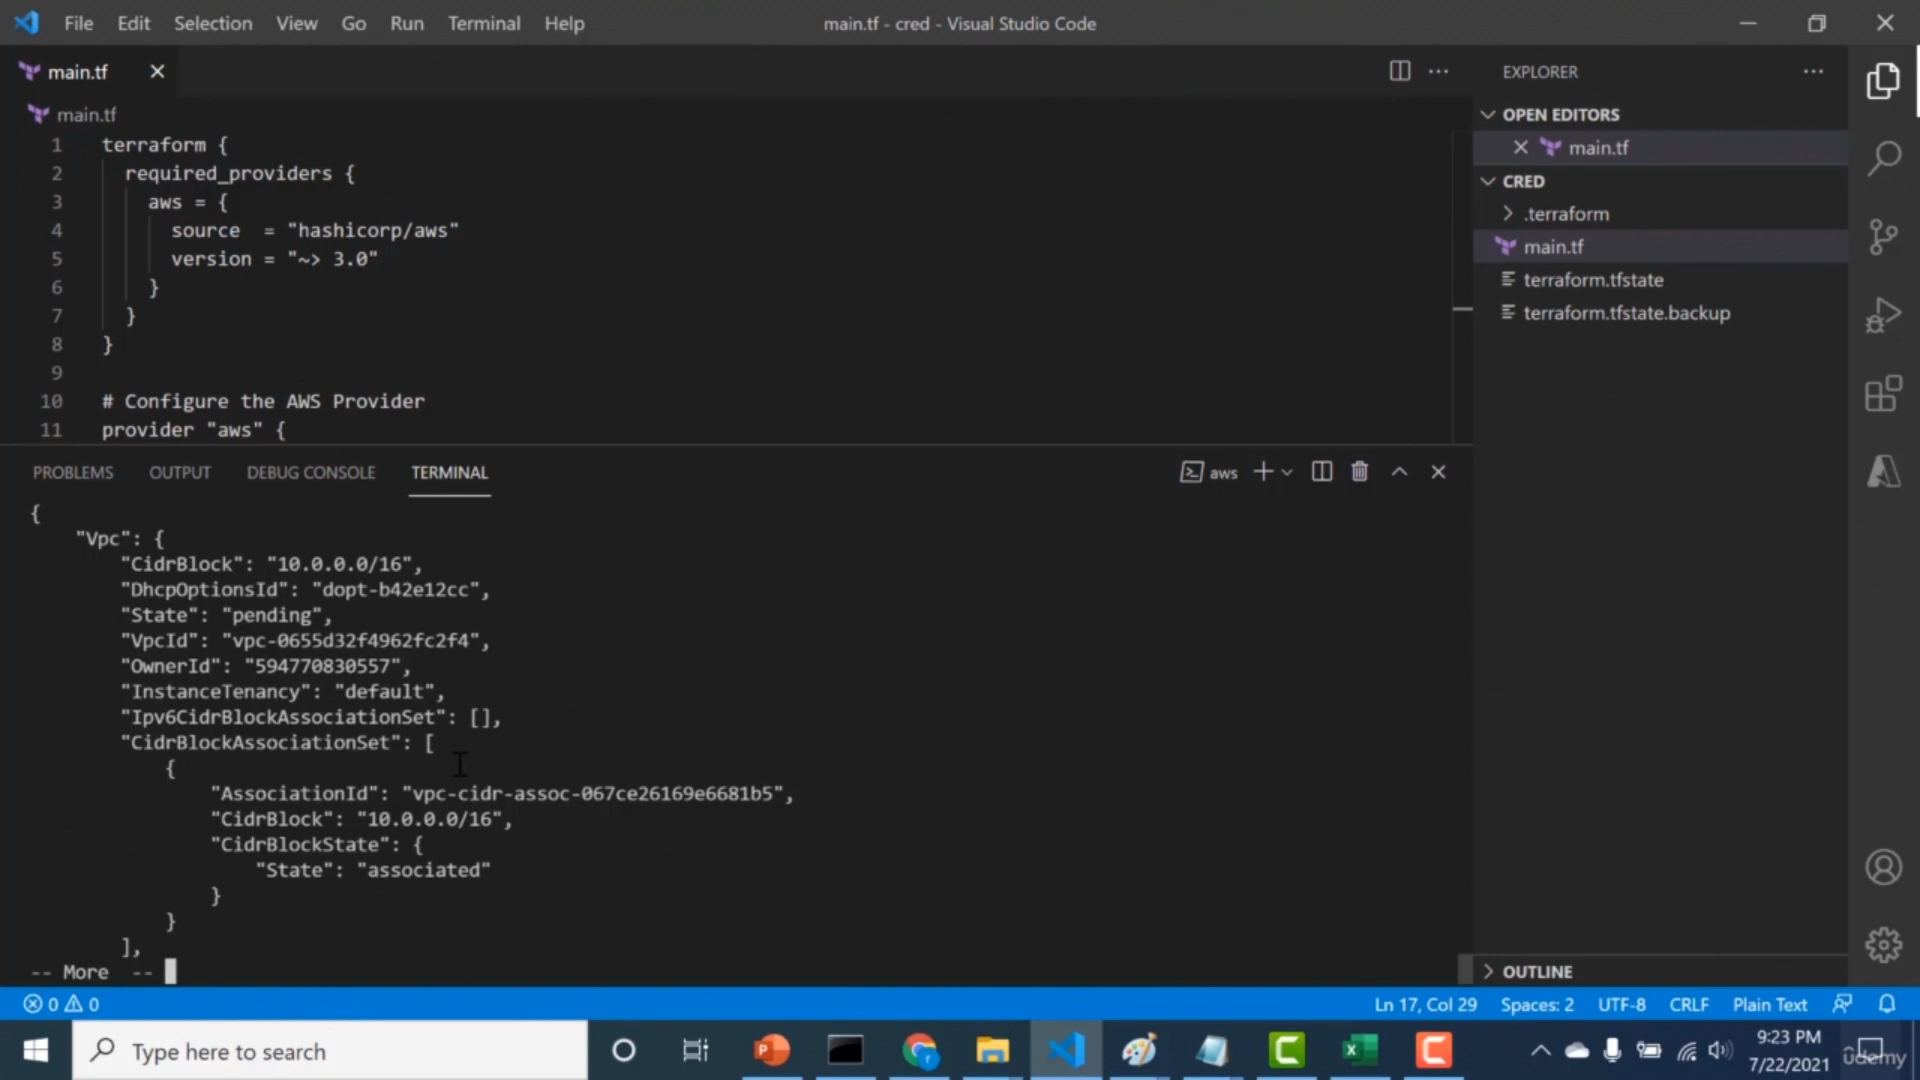 File Edit Selection View Go Run Terminal Help main.tf - cred - Visual Studio Code
main.tf
EXPLORER
main.tf
OPEN EDITORS
main.tf
CRED
.terraform
main.tf
terraform.tfstate
terraform.tfstate.backup
1 terraform {
2 required_providers {
3 aws = {
4 source = "hashicorp/aws"
5 version = "~> 3.0"
6 }
7 }
8 }
9
10 # Configure the AWS Provider
11 provider "aws" {
PROBLEMS OUTPUT DEBUG CONSOLE TERMINAL aws
{
"Vpc": {
"CidrBlock": "10.0.0.0/16",
"DhcpOptionsId": "dopt-b42e12cc",
"State": "pending",
"VpcId": "vpc-0655d32f4962fc2f4",
"OwnerId": "594770830557",
"InstanceTenancy": "default",
"Ipv6CidrBlockAssociationSet": [],
"CidrBlockAssociationSet": [
{
"AssociationId": "vpc-cidr-assoc-067ce26169e6681b5",
"CidrBlock": "10.0.0.0/16",
"CidrBlockState": {
"State": "associated"
}
}
],
-- More --
OUTLINE
0 0 Ln 17, Col 29 Spaces: 2 UTF-8 CRLF Plain Text
Type here to search
9:23 PM
7/22/2021
udemy